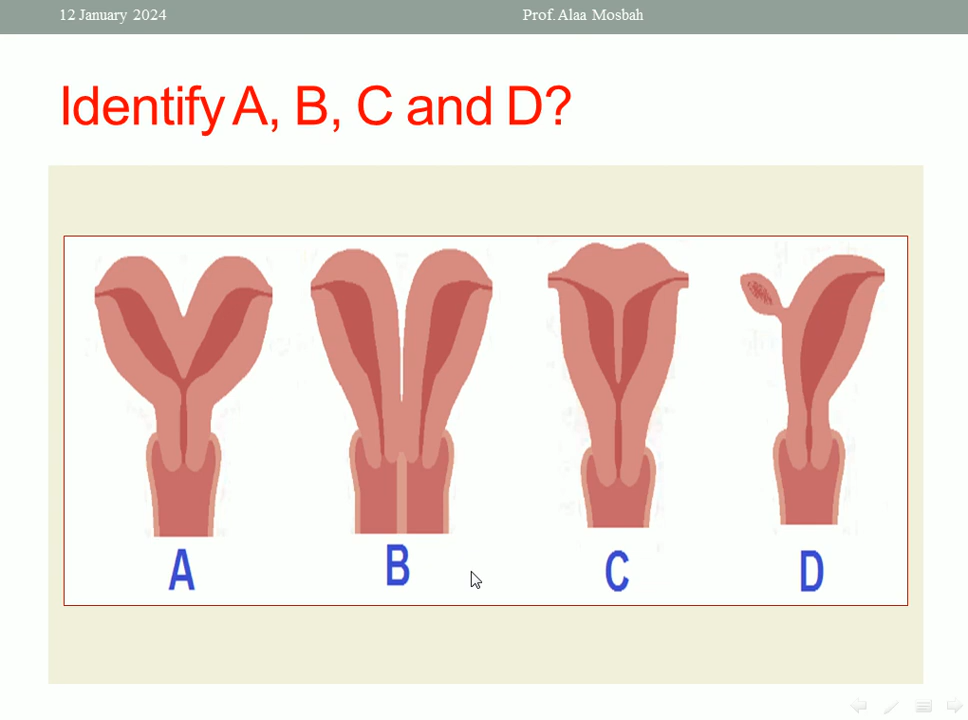 12 January 2024
Prof. Alaa Mosbah
Identify A, B, C and D?
A
B
C
D